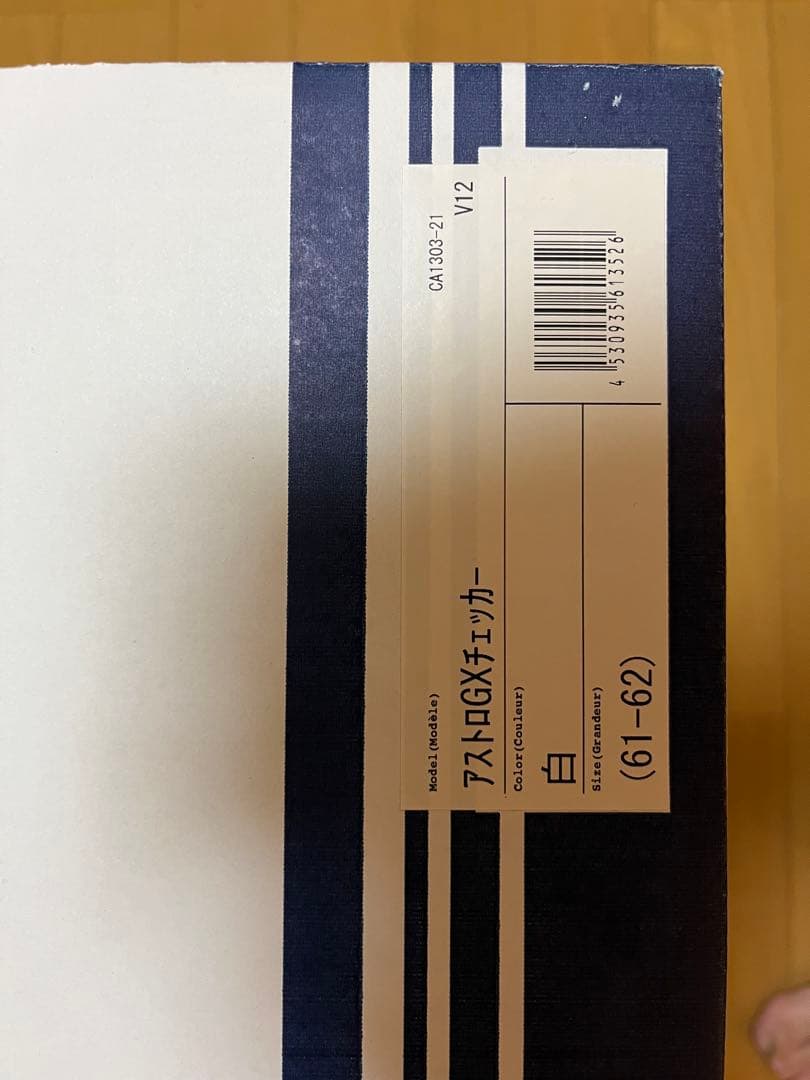 CA1303-21
Model(Modèle)
アストロGXチェッカー V12
Color(Couleur)
白
Size(Grandeur)
(61-62)
4 530935 613526